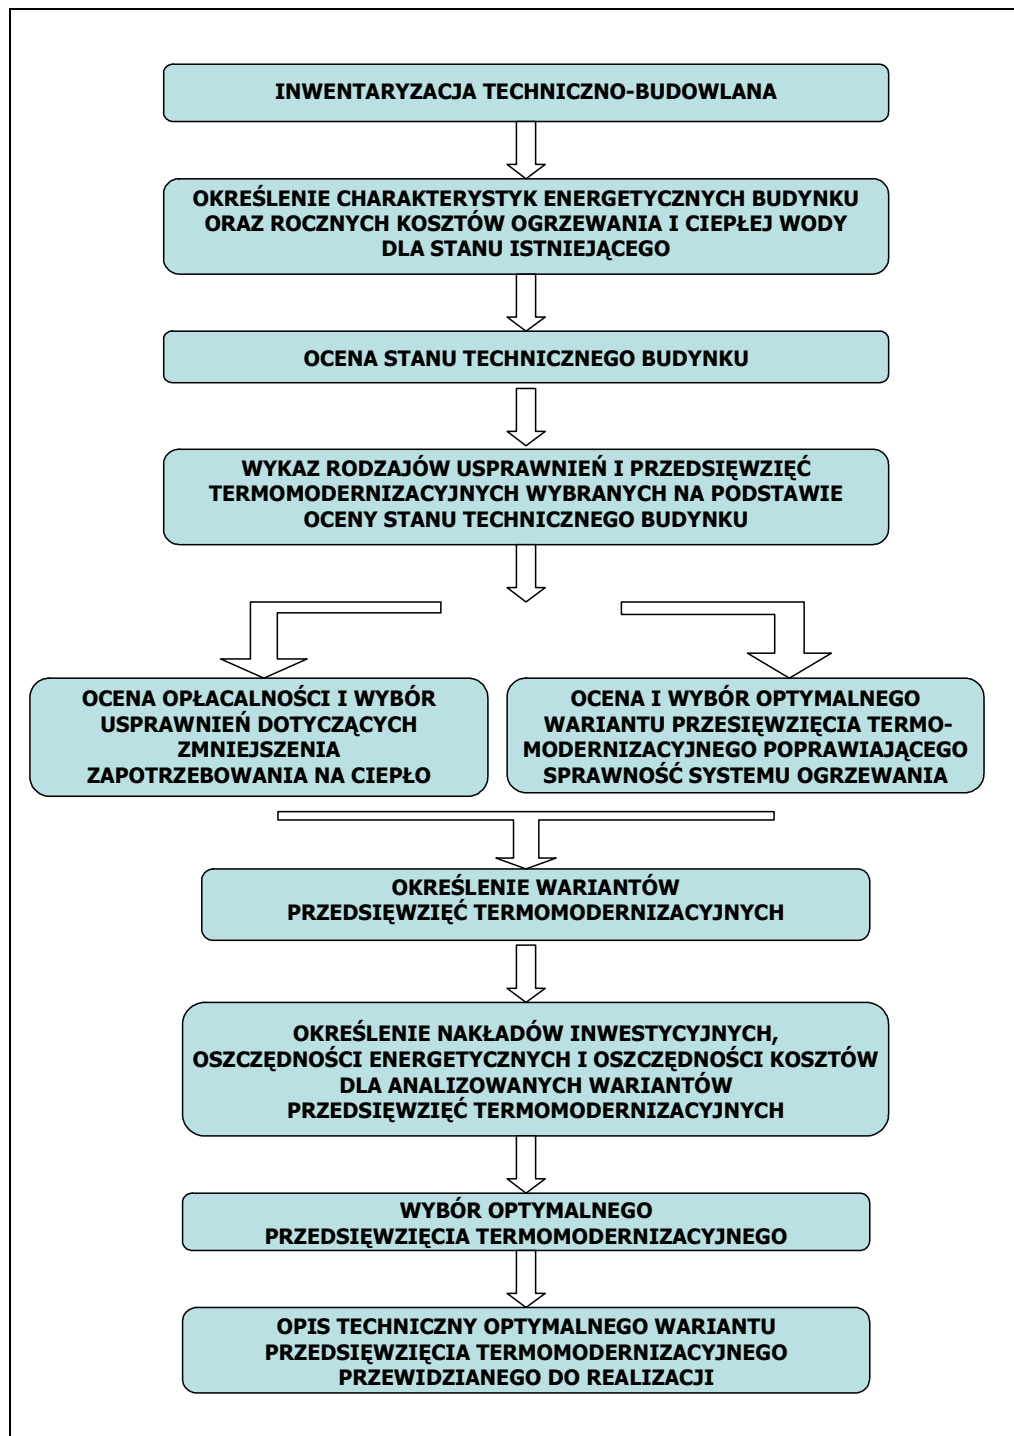 INWENTARYZACJA TECHNICZNO-BUDOWLANA
OKREŚLENIE CHARAKTERYSTYK ENERGETYCZNYCH BUDYNKU
ORAZ ROCZNYCH KOSZTÓW OGRZEWANIA I CIEPŁEJ WODY
DLA STANU ISTNIEJĄCEGO
OCENA STANU TECHNICZNEGO BUDYNKU
WYKAZ RODZAJÓW USPRAWNIEŃ I PRZEDSIĘWZIĘĆ
TERMOMODERNIZACYJNYCH WYBRANYCH NA PODSTAWIE
OCENY STANU TECHNICZNEGO BUDYNKU
OCENA OPŁACALNOŚCI I WYBÓR
USPRAWNIEŃ DOTYCZĄCYCH
ZMNIEJSZENIA
ZAPOTRZEBOWANIA NA CIEPŁO
OCENA I WYBÓR OPTYMALNEGO
WARIANTU PRZESIĘWZIĘCIA TERMO-
MODERNIZACYJNEGO POPRAWIAJĄCEGO
SPRAWNOŚĆ SYSTEMU OGRZEWANIA
OKREŚLENIE WARIANTÓW
PRZEDSIĘWZIĘĆ TERMOMODERNIZACYJNYCH
OKREŚLENIE NAKŁADÓW INWESTYCYJNYCH,
OSZCZĘDNOŚCI ENERGETYCZNYCH I OSZCZĘDNOŚCI KOSZTÓW
DLA ANALIZOWANYCH WARIANTÓW
PRZEDSIĘWZIĘĆ TERMOMODERNIZACYJNYCH
WYBÓR OPTYMALNEGO
PRZEDSIĘWZIĘCIA TERMOMODERNIZACYJNEGO
OPIS TECHNICZNY OPTYMALNEGO WARIANTU
PRZEDSIĘWZIĘCIA TERMOMODERNIZACYJNEGO
PRZEWIDZIANEGO DO REALIZACJI